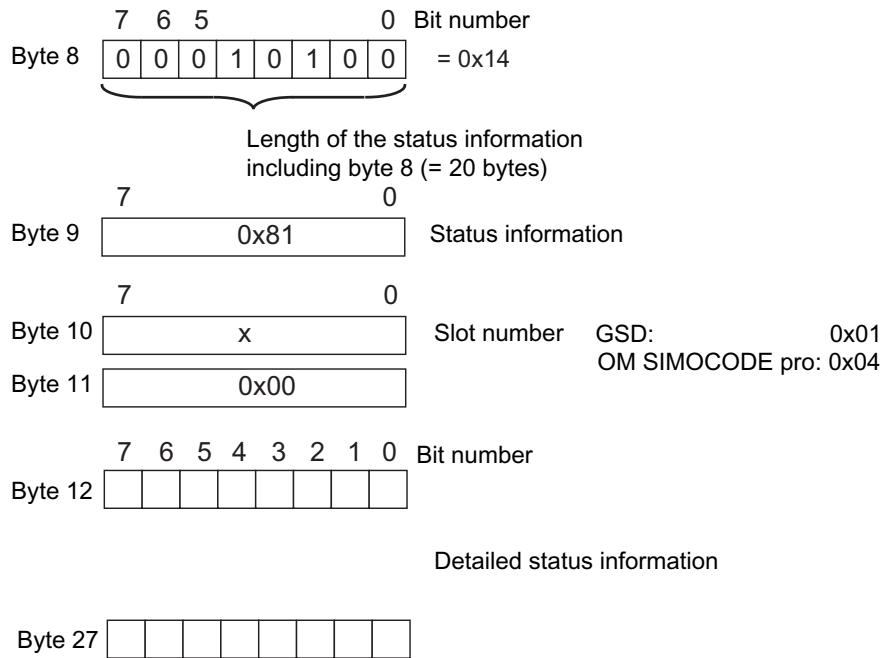 7 6 5 0 Bit number
Byte 8 0 0 0 1 0 1 0 0 = 0x14
Length of the status information
including byte 8 (= 20 bytes)
7 0
Byte 9 0x81 Status information
7 0
Byte 10 x Slot number GSD: 0x01
OM SIMOCODE pro: 0x04
Byte 11 0x00
7 6 5 4 3 2 1 0 Bit number
Byte 12
Detailed status information
Byte 27